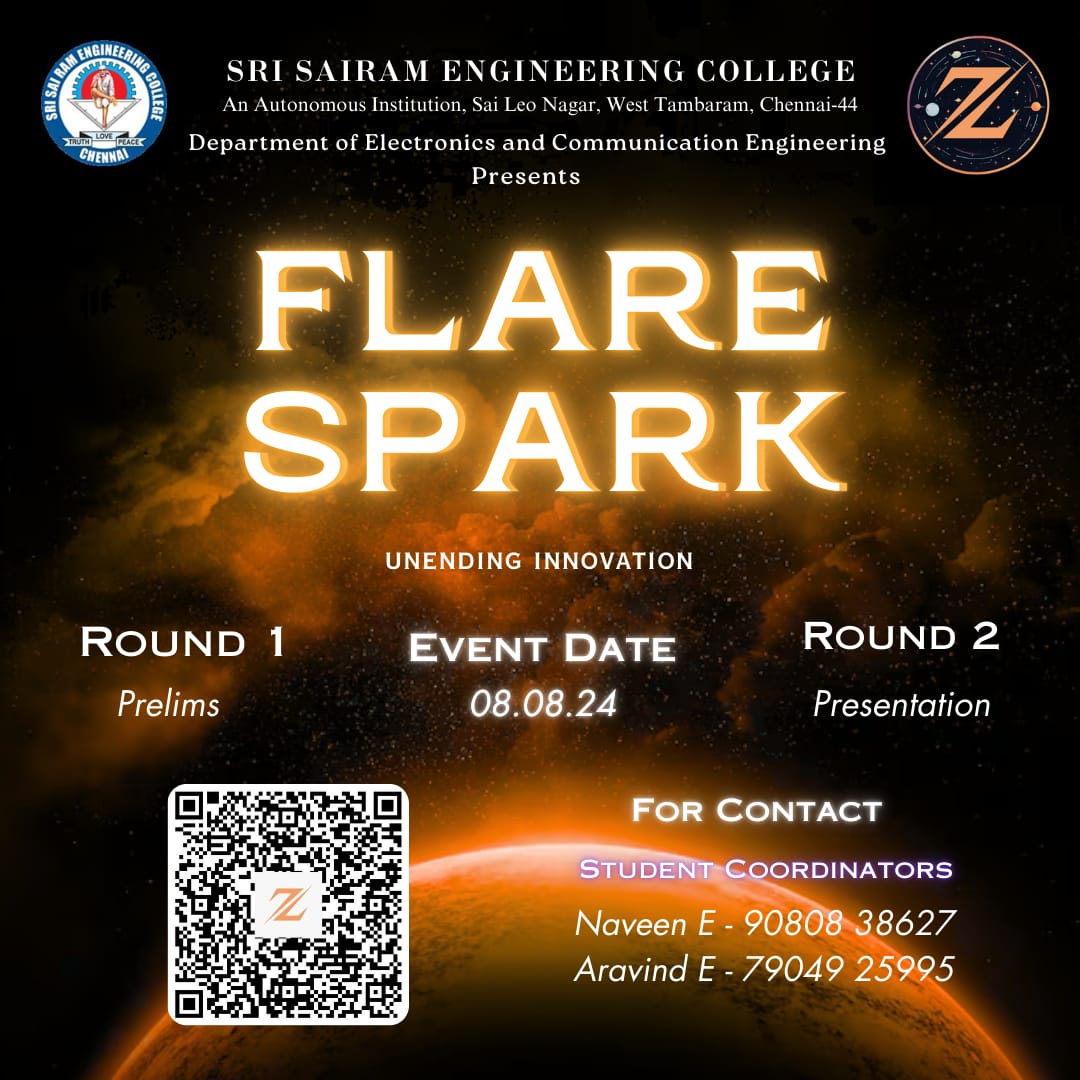 SRI SAI RAM ENGINEERING COLLEGE
LOVE
TRUTH PEACE
CHENNAI
SRI SAIRAM ENGINEERING COLLEGE
An Autonomous Institution, Sai Leo Nagar, West Tambaram, Chennai-44
Department of Electronics and Communication Engineering
Presents
Z
FLARE
SPARK
UNENDING INNOVATION
ROUND 1
Prelims
EVENT DATE
08.08.24
ROUND 2
Presentation
Z
FOR CONTACT
STUDENT COORDINATORS
Naveen E - 90808 38627
Aravind E - 79049 25995